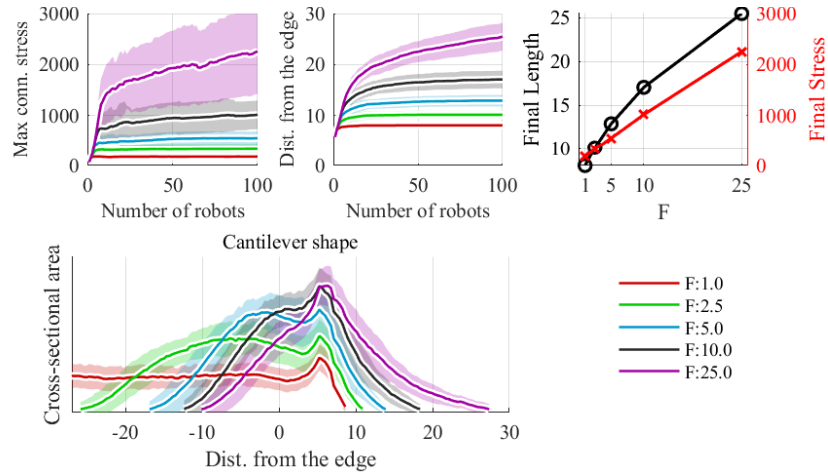 3000
2000
1000
0
Max conn. stress
0
50
100
Number of robots
30
20
10
0
Dist. from the edge
0
50
100
Number of robots
25
20
15
10
Final Length
1
5
10
25
F
3000
2000
1000
0
Final Stress
Cantilever shape
Cross-sectional area
-20
-10
0
10
20
30
Dist. from the edge
F:1.0
F:2.5
F:5.0
F:10.0
F:25.0